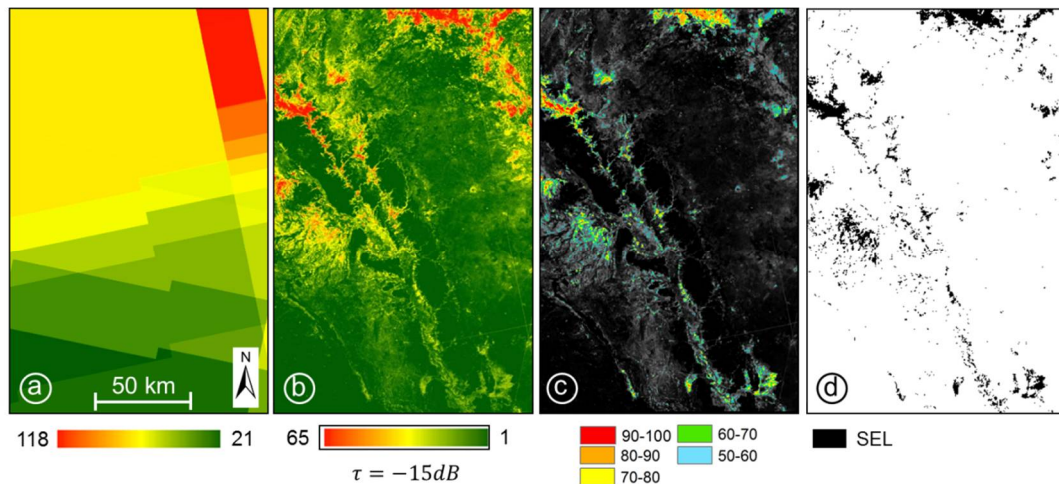 N
50 km
a
b
c
d
118 21
65 1
τ = −15dB
90-100
80-90
70-80
60-70
50-60
SEL